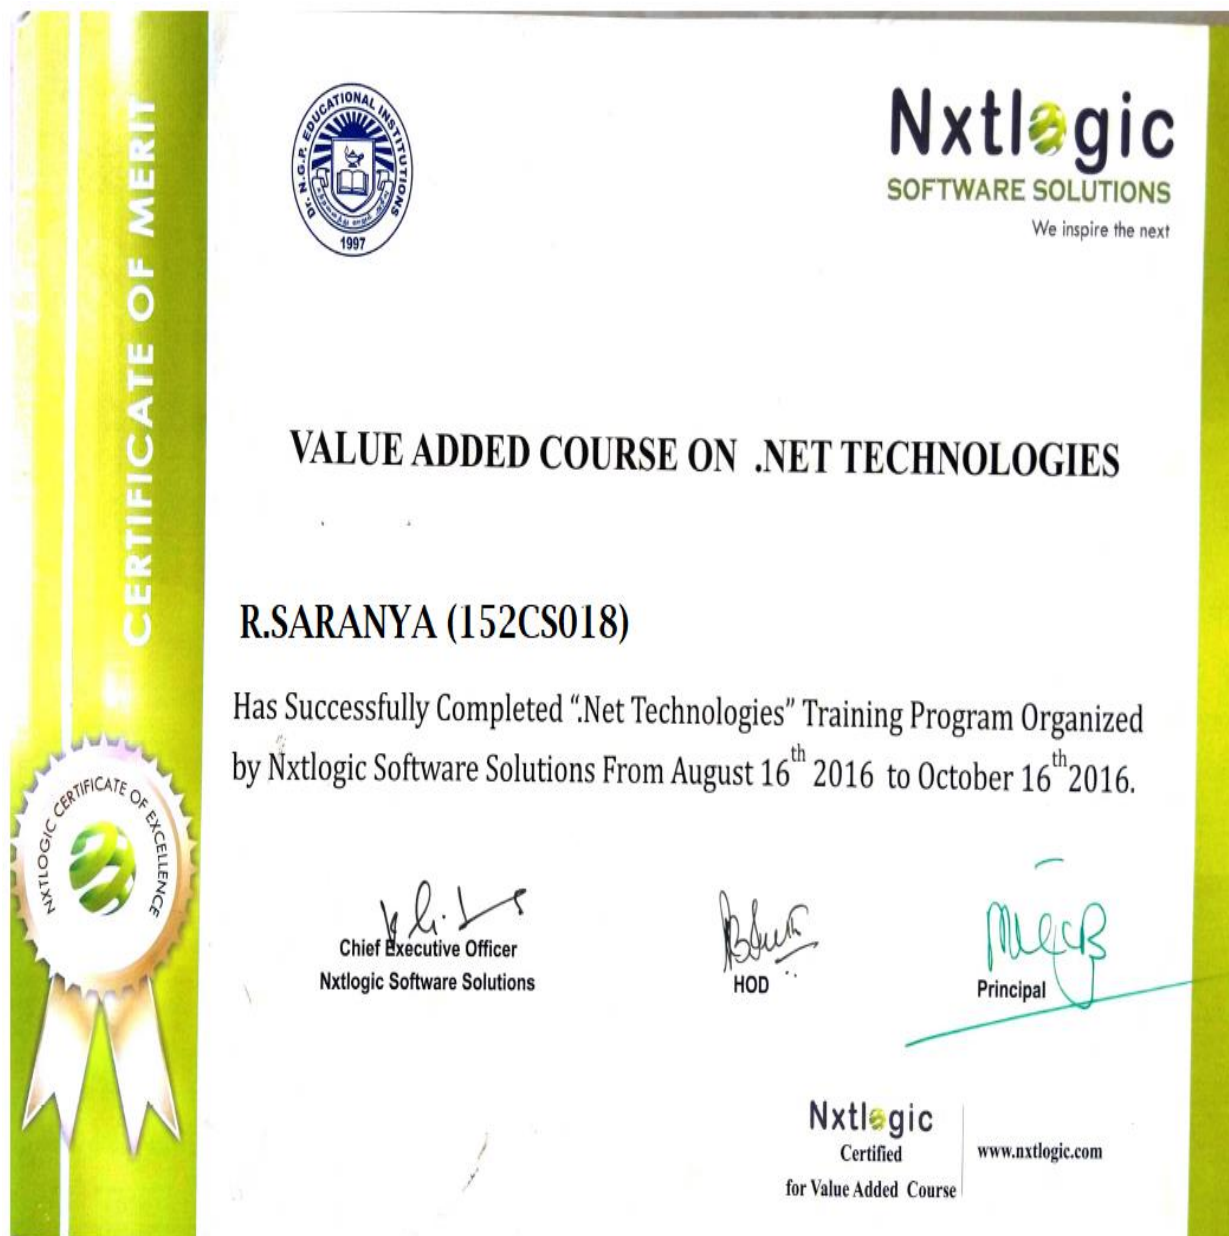 CERTIFICATE OF MERIT
Dr. N.G.P. EDUCATIONAL INSTITUTIONS
1997
Nxtlogic
SOFTWARE SOLUTIONS
We inspire the next
VALUE ADDED COURSE ON .NET TECHNOLOGIES
R.SARANYA (152CS018)
Has Successfully Completed “.Net Technologies” Training Program Organized
by Nxtlogic Software Solutions From August 16th 2016 to October 16th 2016.
NXTLOGIC CERTIFICATE OF EXCELLENCE
Chief Executive Officer
Nxtlogic Software Solutions
HOD
Principal
Nxtlogic
Certified
for Value Added Course
www.nxtlogic.com